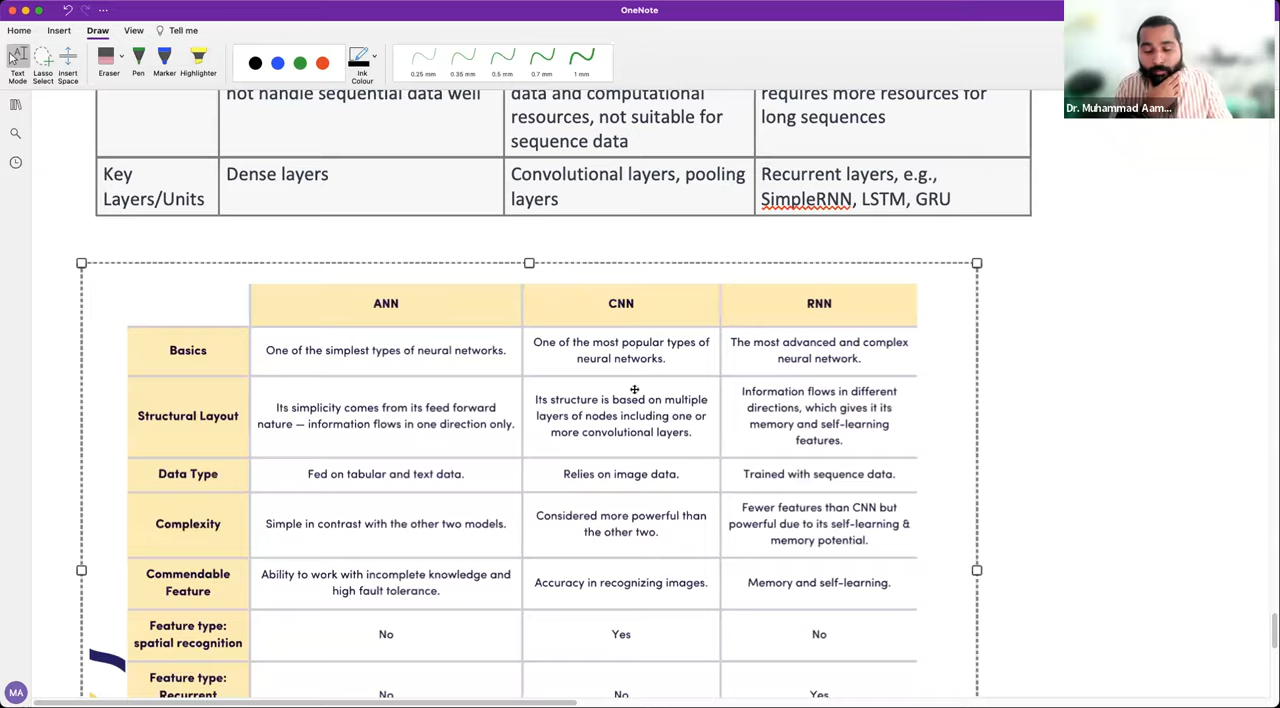 OneNote
Home Insert Draw View Tell me
Text Mode
Lasso Select
Insert Space
Eraser
Pen
Marker
Highlighter
Ink Colour
0.25 mm
0.35 mm
0.5 mm
0.7 mm
1 mm
Dr. Muhammad Aam...
not handle sequential data well
data and computational
resources, not suitable for
sequence data
requires more resources for
long sequences
Key
Layers/Units
Dense layers
Convolutional layers, pooling
layers
Recurrent layers, e.g.,
SimpleRNN, LSTM, GRU
ANN CNN RNN
Basics
One of the simplest types of neural networks.
One of the most popular types of
neural networks.
The most advanced and complex
neural network.
Structural Layout
Its simplicity comes from its feed forward
nature — information flows in one direction only.
Its structure is based on multiple
layers of nodes including one or
more convolutional layers.
Information flows in different
directions, which gives it its
memory and self-learning
features.
Data Type
Fed on tabular and text data.
Relies on image data.
Trained with sequence data.
Complexity
Simple in contrast with the other two models.
Considered more powerful than
the other two.
Fewer features than CNN but
powerful due to its self-learning &
memory potential.
Commendable
Feature
Ability to work with incomplete knowledge and
high fault tolerance.
Accuracy in recognizing images.
Memory and self-learning.
Feature type:
spatial recognition
No
Yes
No
Feature type:
Recurrent
No
No
Yes
MA